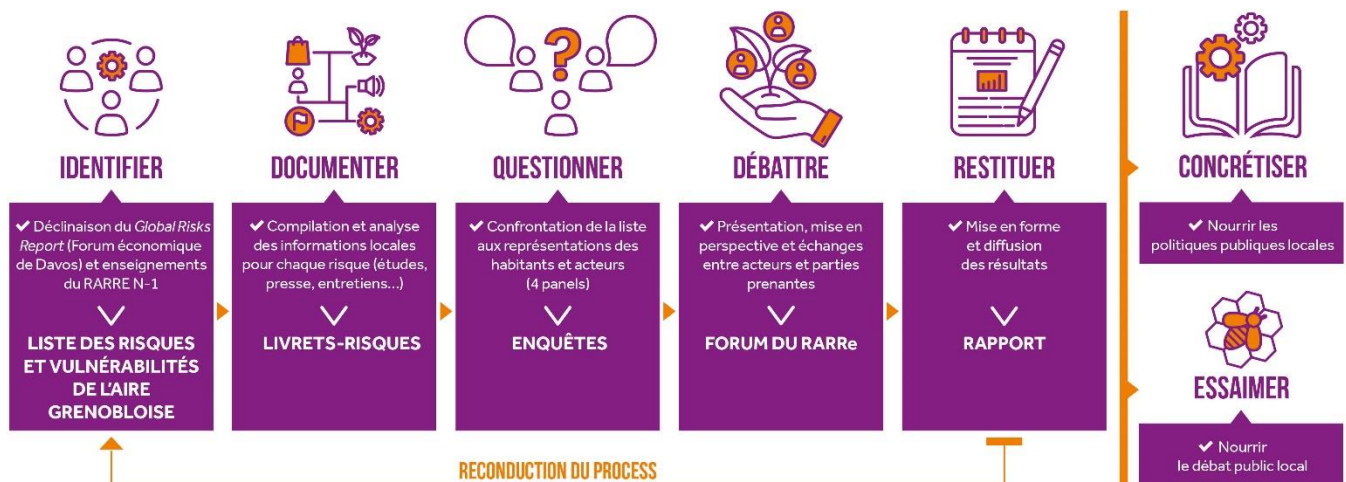 IDENTIFIER
✔ Déclinaison du Global Risks
Report (Forum économique
de Davos) et enseignements
du RARRE N-1
LISTE DES RISQUES
ET VULNÉRABILITÉS
DE L'AIRE
GRENOBLOISE
DOCUMENTER
✔ Compilation et analyse
des informations locales
pour chaque risque (études,
presse, entretiens...)
LIVRETS-RISQUES
QUESTIONNER
?
✔ Confrontation de la liste
aux représentations des
habitants et acteurs
(4 panels)
ENQUÊTES
DÉBATTRE
✔ Présentation, mise en
perspective et échanges
entre acteurs et parties
prenantes
FORUM DU RARRe
RESTITUER
✔ Mise en forme
et diffusion
des résultats
RAPPORT
CONCRÉTISER
✔ Nourrir les
politiques publiques locales
ESSAIMER
✔ Nourrir
le débat public local
RECONDUCTION DU PROCESS